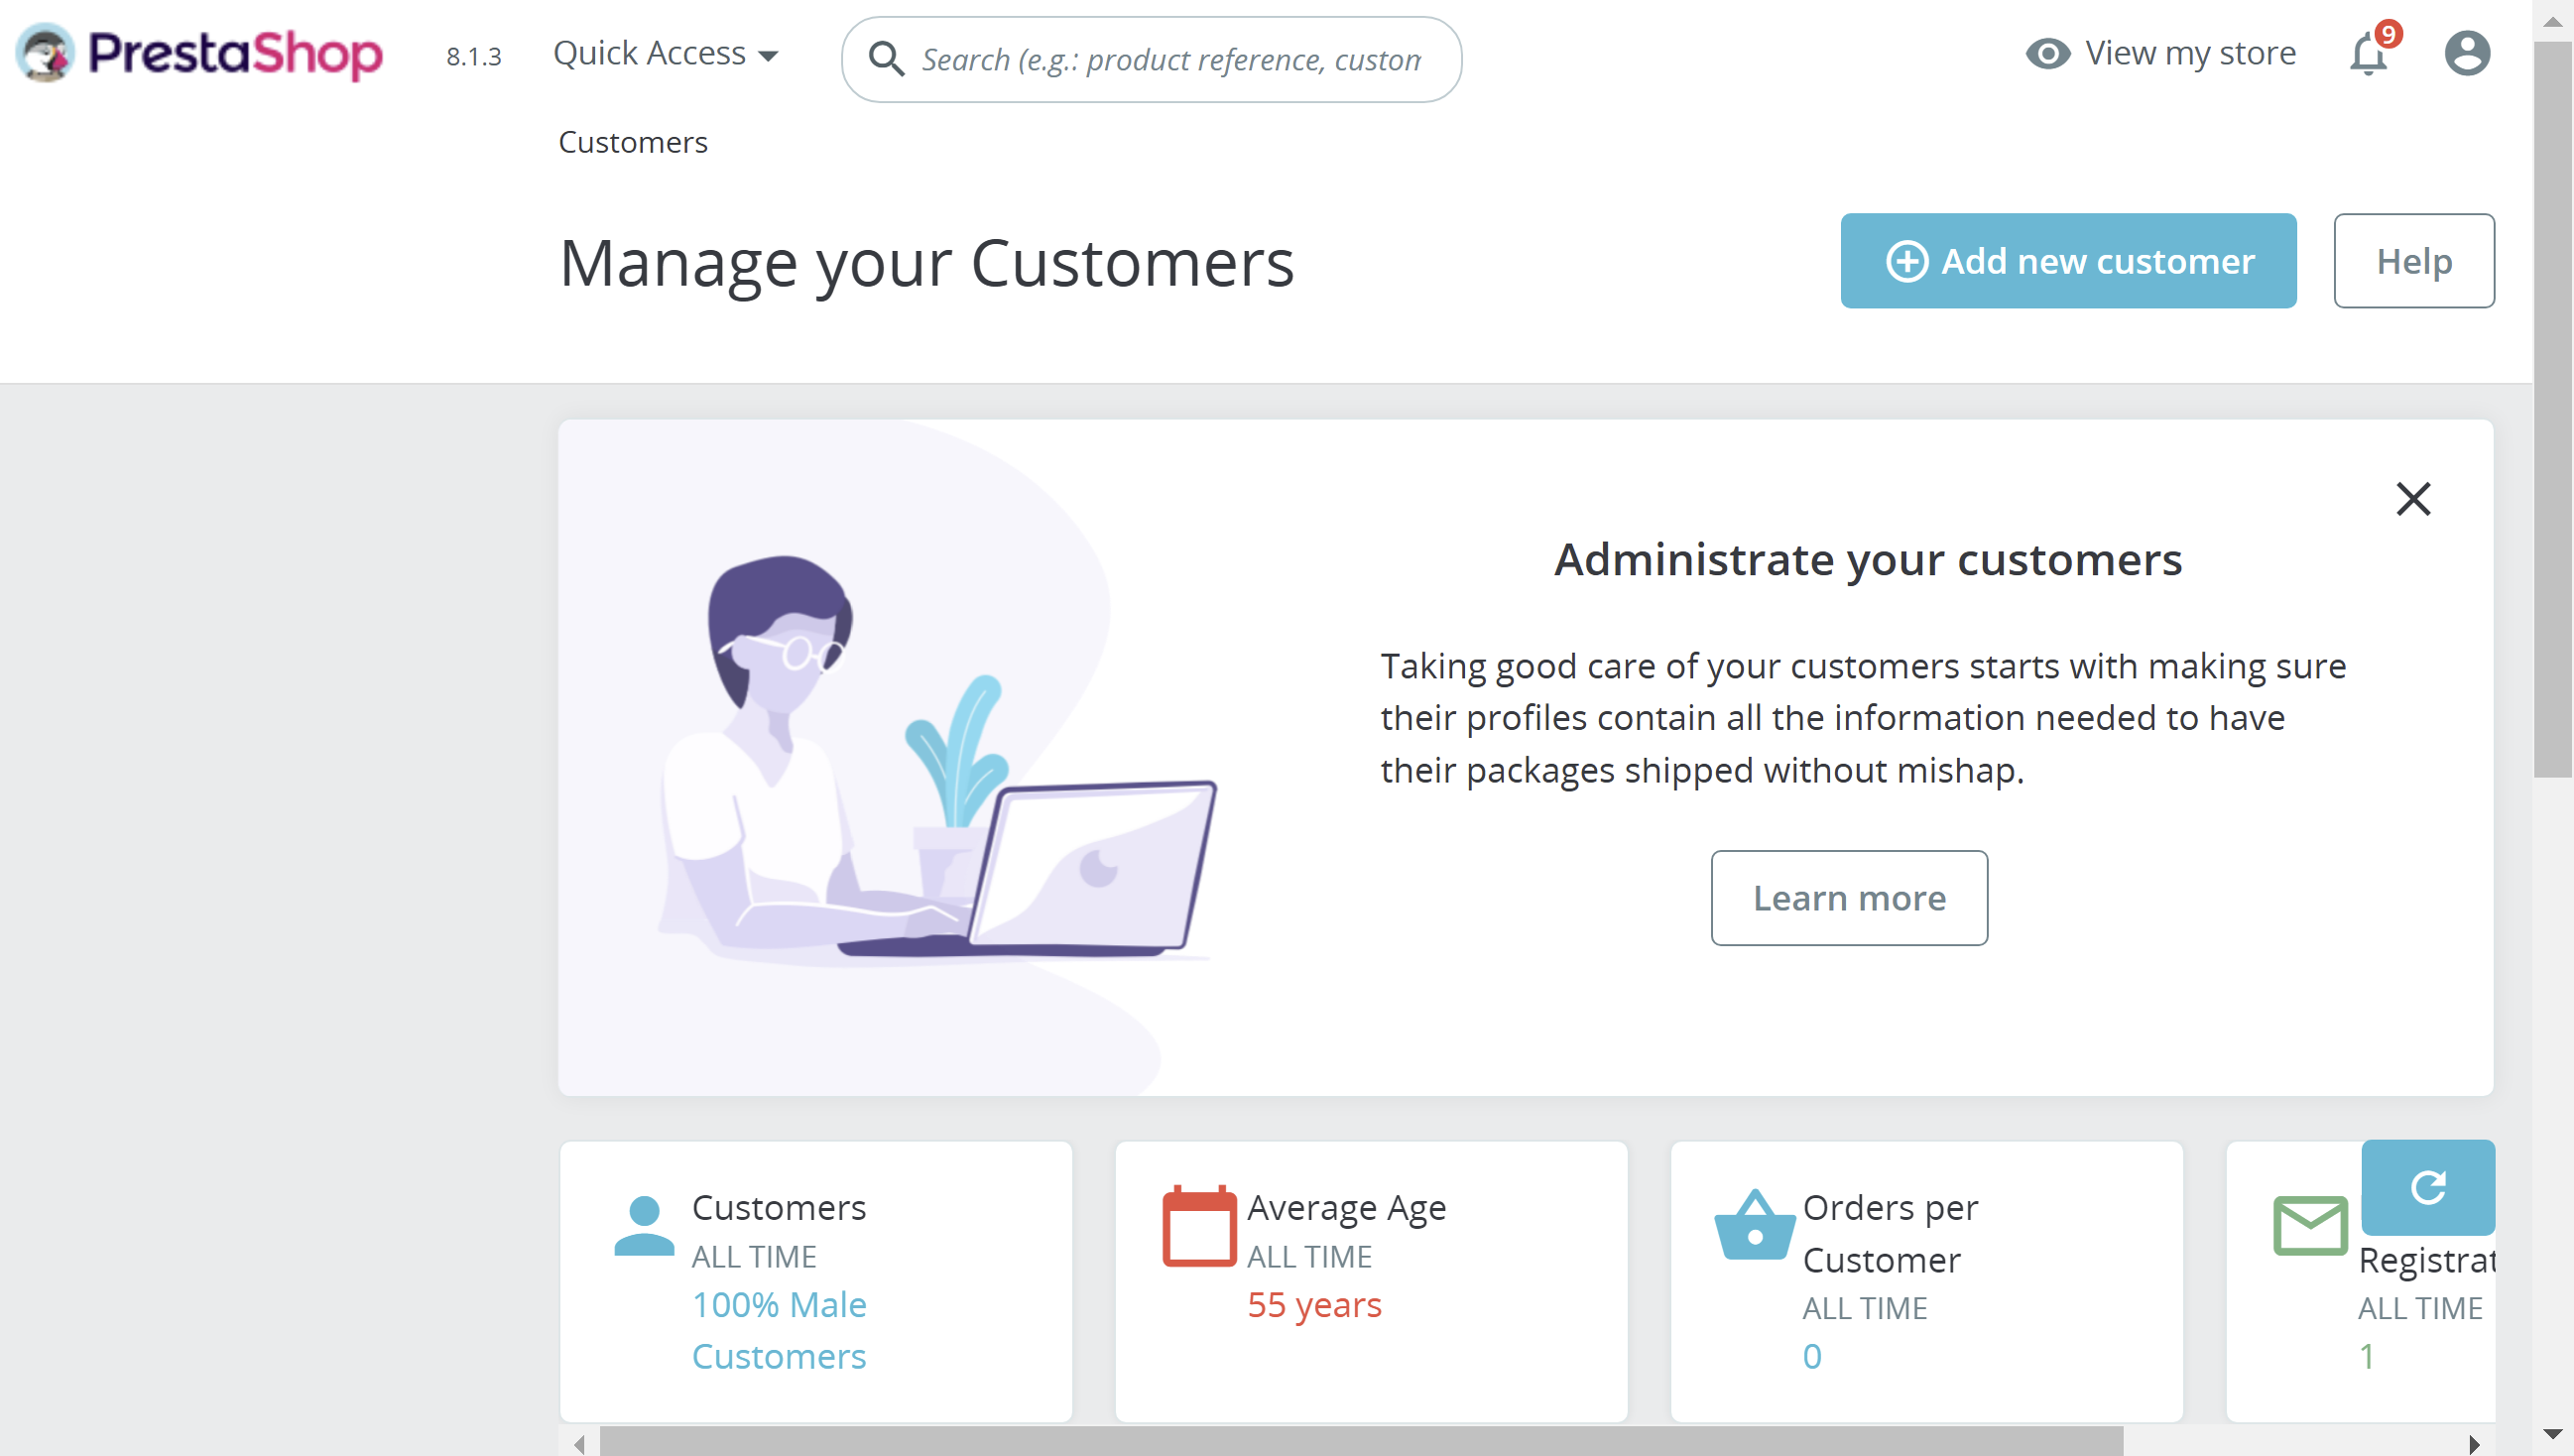 PrestaShop
8.1.3
Quick Access
Search (e.g.: product reference, custom
View my store
9
Customers
Manage your Customers
Add new customer
Help
Administrate your customers
Taking good care of your customers starts with making sure
their profiles contain all the information needed to have
their packages shipped without mishap.
Learn more
Customers
ALL TIME
100% Male
Customers
Average Age
ALL TIME
55 years
Orders per
Customer
ALL TIME
0
Registrat
ALL TIME
1